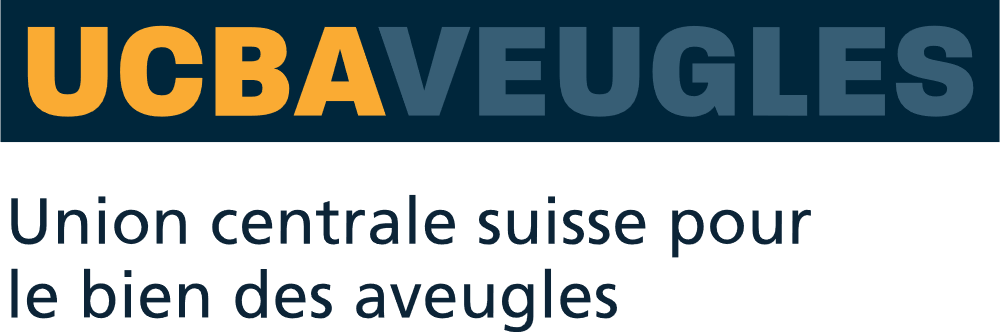 UCBAVEUGLES
Union centrale suisse pour
le bien des aveugles